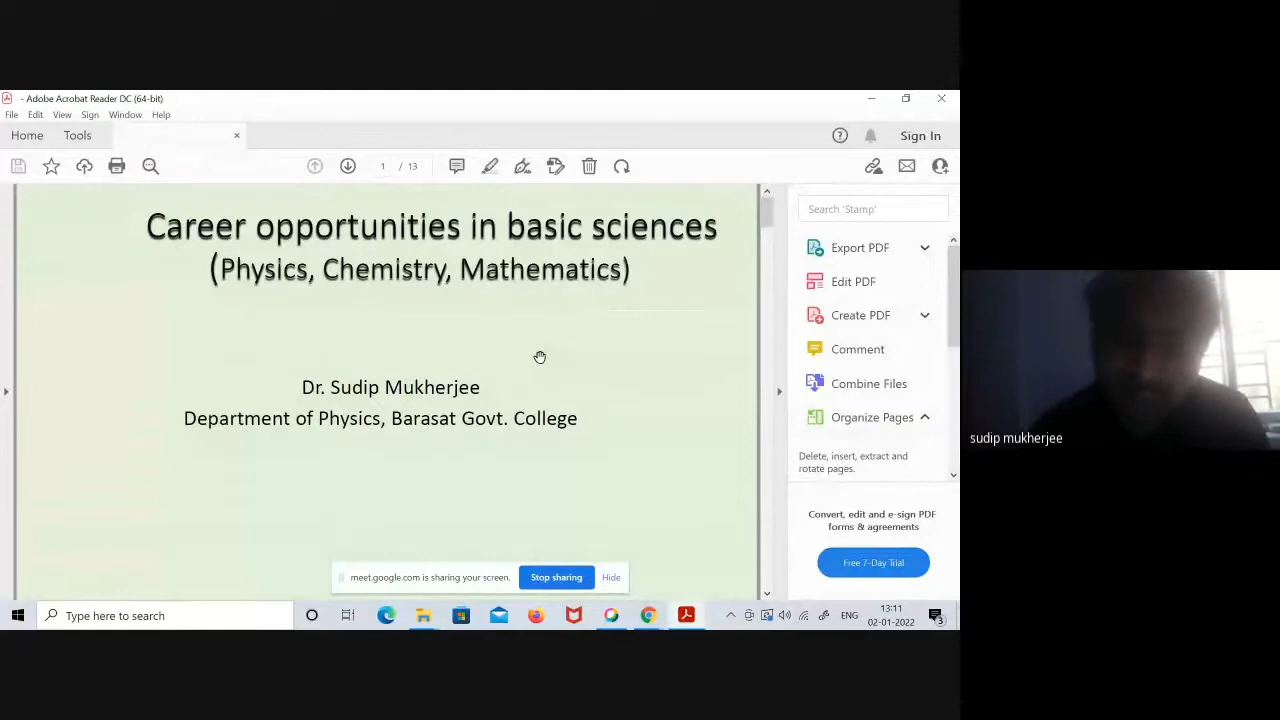 - Adobe Acrobat Reader DC (64-bit)
File Edit View Sign Window Help
Home Tools
Sign In
1 / 13
Career opportunities in basic sciences
(Physics, Chemistry, Mathematics)
Dr. Sudip Mukherjee
Department of Physics, Barasat Govt. College
Search 'Stamp'
Export PDF
Edit PDF
Create PDF
Comment
Combine Files
Organize Pages
Delete, insert, extract and
rotate pages.
Convert, edit and e-sign PDF
forms & agreements
Free 7-Day Trial
sudip mukherjee
meet.google.com is sharing your screen. Stop sharing Hide
Type here to search
ENG
13:11
02-01-2022
3